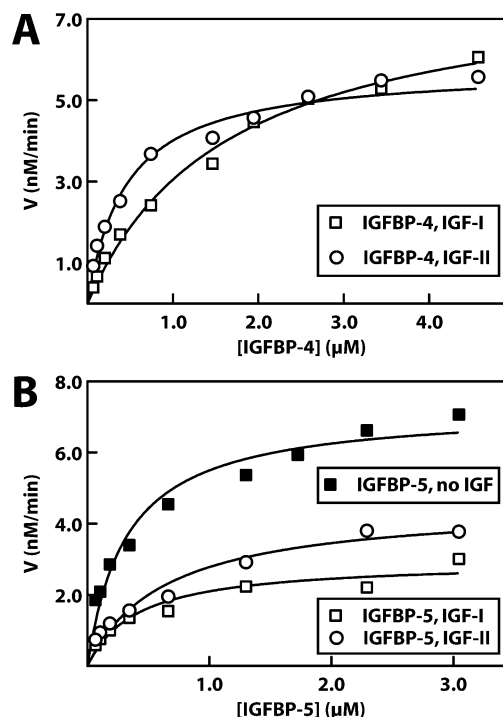 A
7.0
5.0
3.0
1.0
V (nM/min)
IGFBP-4, IGF-I
IGFBP-4, IGF-II
1.0 2.0 3.0 4.0
[IGFBP-4] (μM)
B
8.0
6.0
4.0
2.0
V (nM/min)
IGFBP-5, no IGF
IGFBP-5, IGF-I
IGFBP-5, IGF-II
1.0 2.0 3.0
[IGFBP-5] (μM)